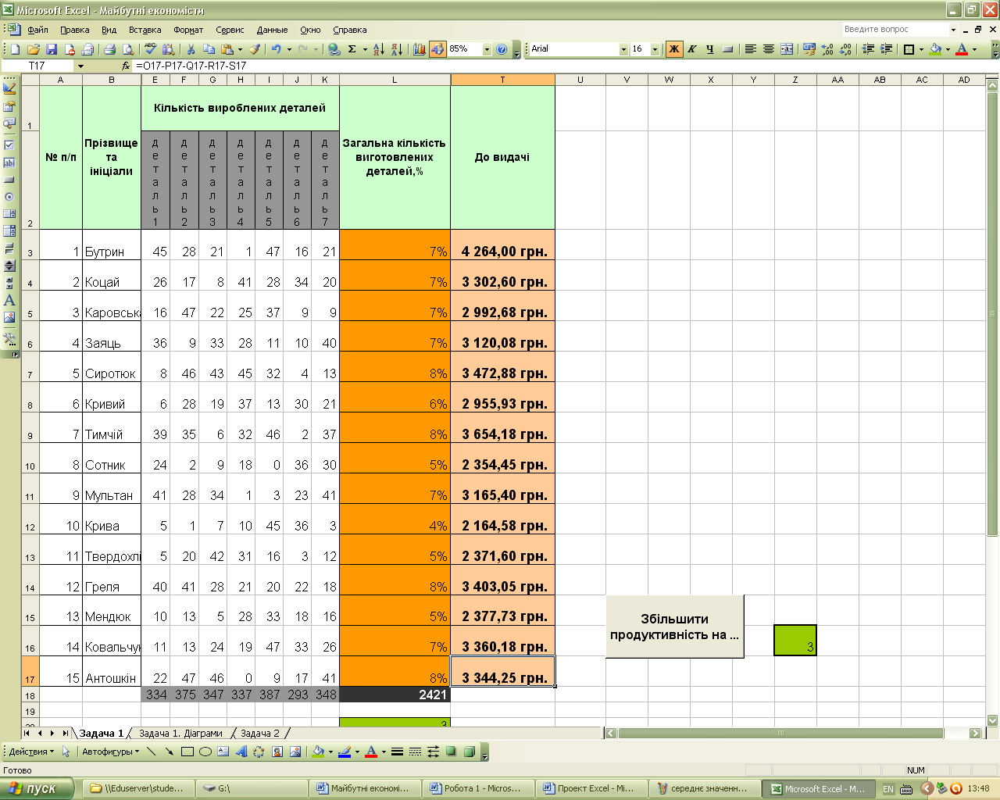 Microsoft Excel - Майбутні економісти
Файл Правка Вид Вставка Формат Сервис Данные Окно Справка Введите вопрос
85% Arial 16 Ж К Ч
T17 fx =O17-P17-Q17-R17-S17
A B E F G H I J K L T U V W X Y Z AA AB AC AD
1 № п/п Прізвище та ініціали Кількість вироблених деталей Загальна кількість виготовлених деталей,% До видачі
2 деталь 1 деталь 2 деталь 3 деталь 4 деталь 5 деталь 6 деталь 7
3 1 Бутрин 45 28 21 1 47 16 21 7% 4 264,00 грн.
4 2 Коцай 26 17 8 41 28 34 20 7% 3 302,60 грн.
5 3 Каровська 16 47 22 25 37 9 9 7% 2 992,68 грн.
6 4 Заяць 36 9 33 28 11 10 40 7% 3 120,08 грн.
7 5 Сиротюк 8 46 43 45 32 4 13 8% 3 472,88 грн.
8 6 Кривий 6 28 19 37 13 30 21 6% 2 955,93 грн.
9 7 Тимчій 39 35 6 32 46 2 37 8% 3 654,18 грн.
10 8 Сотник 24 2 9 18 0 36 30 5% 2 354,45 грн.
11 9 Мультан 41 28 34 1 3 23 41 7% 3 165,40 грн.
12 10 Крива 5 1 7 10 45 36 3 4% 2 164,58 грн.
13 11 Твердохлі 5 20 42 31 16 3 12 5% 2 371,60 грн.
14 12 Греля 40 41 28 21 20 22 18 8% 3 403,05 грн.
15 13 Мендюк 10 13 5 28 33 18 16 5% 2 377,73 грн.
Збільшити
продуктивність на ...
16 14 Ковальчук 11 13 24 19 47 33 26 7% 3 360,18 грн. 3
17 15 Антошкін 22 47 46 0 9 17 41 8% 3 344,25 грн.
18 334 375 347 337 387 293 348 2421
19
20 3
Задача 1 Задача 1. Діаграми Задача 2
Действия Автофигуры
Готово NUM
пуск \\Eduserver\stude... G:\ Майбутні економі... Робота 1 - Micros... Проект Excel - Mi... середнє значенн... Microsoft Excel - М... EN 13:48